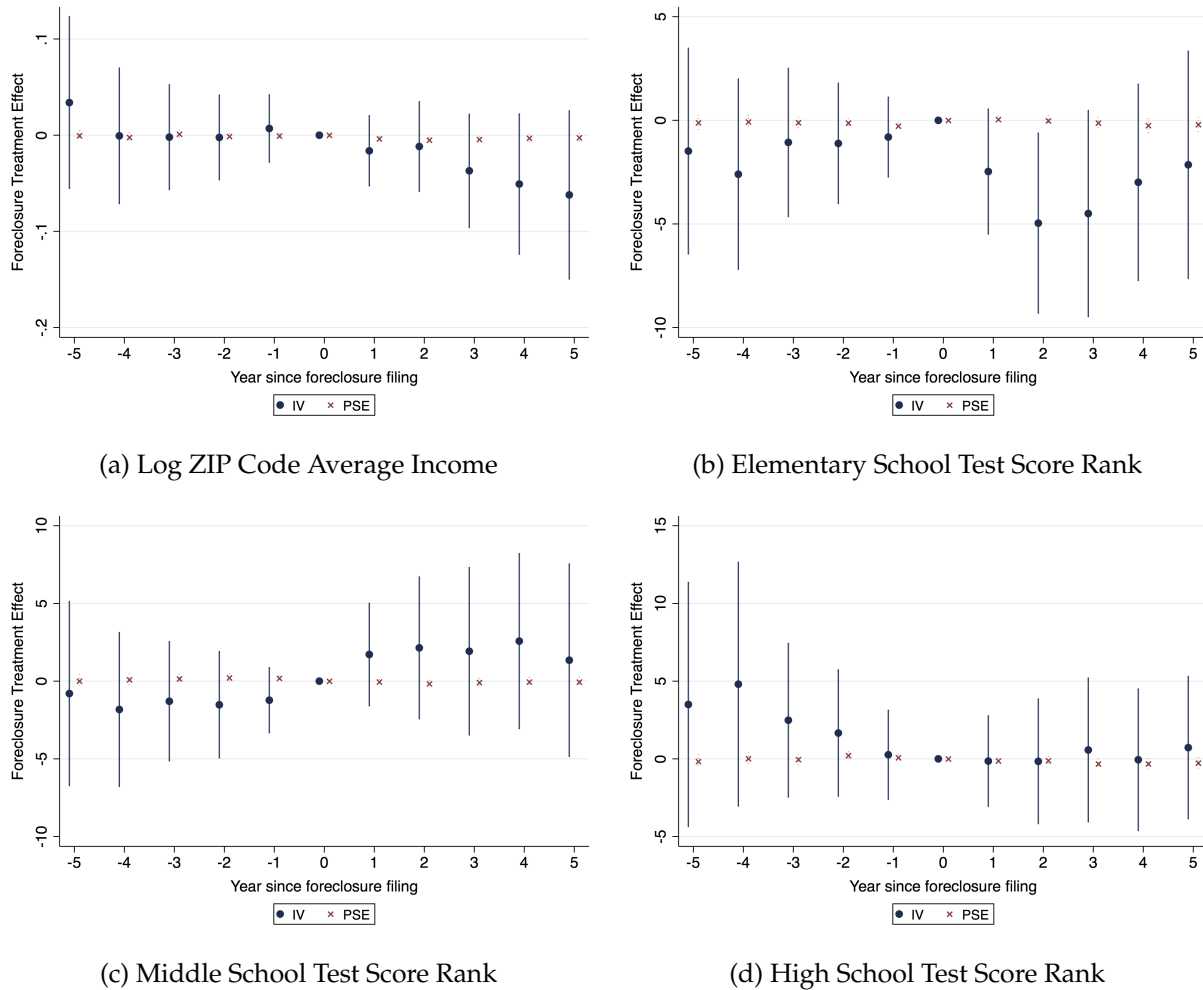 Foreclosure Treatment Effect
.1
0
-.1
-.2
-5 -4 -3 -2 -1 0 1 2 3 4 5
Year since foreclosure filing
IV PSE
(a) Log ZIP Code Average Income
Foreclosure Treatment Effect
5
0
-5
-10
-5 -4 -3 -2 -1 0 1 2 3 4 5
Year since foreclosure filing
IV PSE
(b) Elementary School Test Score Rank
Foreclosure Treatment Effect
10
5
0
-5
-10
-5 -4 -3 -2 -1 0 1 2 3 4 5
Year since foreclosure filing
IV PSE
(c) Middle School Test Score Rank
Foreclosure Treatment Effect
15
10
5
0
-5
-5 -4 -3 -2 -1 0 1 2 3 4 5
Year since foreclosure filing
IV PSE
(d) High School Test Score Rank